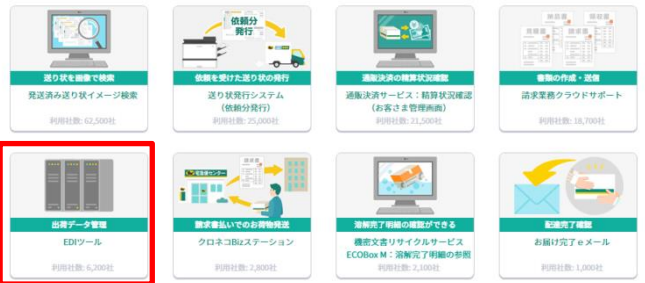 依頼分
発行
送り状を画像で検索
発送済み送り状イメージ検索
利用社数: 62,500社
依頼を受けた送り状の発行
送り状発行システム
（依頼分発行）
利用社数: 25,000社
通販決済の精算状況確認
通販決済サービス：精算状況確認
（お客さま管理画面）
利用社数: 21,500社
書類の作成・送信
請求業務クラウドサポート
利用社数: 18,700社
出荷データ管理
EDIツール
利用社数: 6,200社
宅急便センター
請求書
請求書払いでのお荷物発送
クロネコBizステーション
利用社数: 2,800社
溶解完了明細の確認ができる
機密文書リサイクルサービス
ECOBox M：溶解完了明細の参照
利用社数: 2,100社
配達完了確認
お届け完了 e メール
利用社数: 1,000社